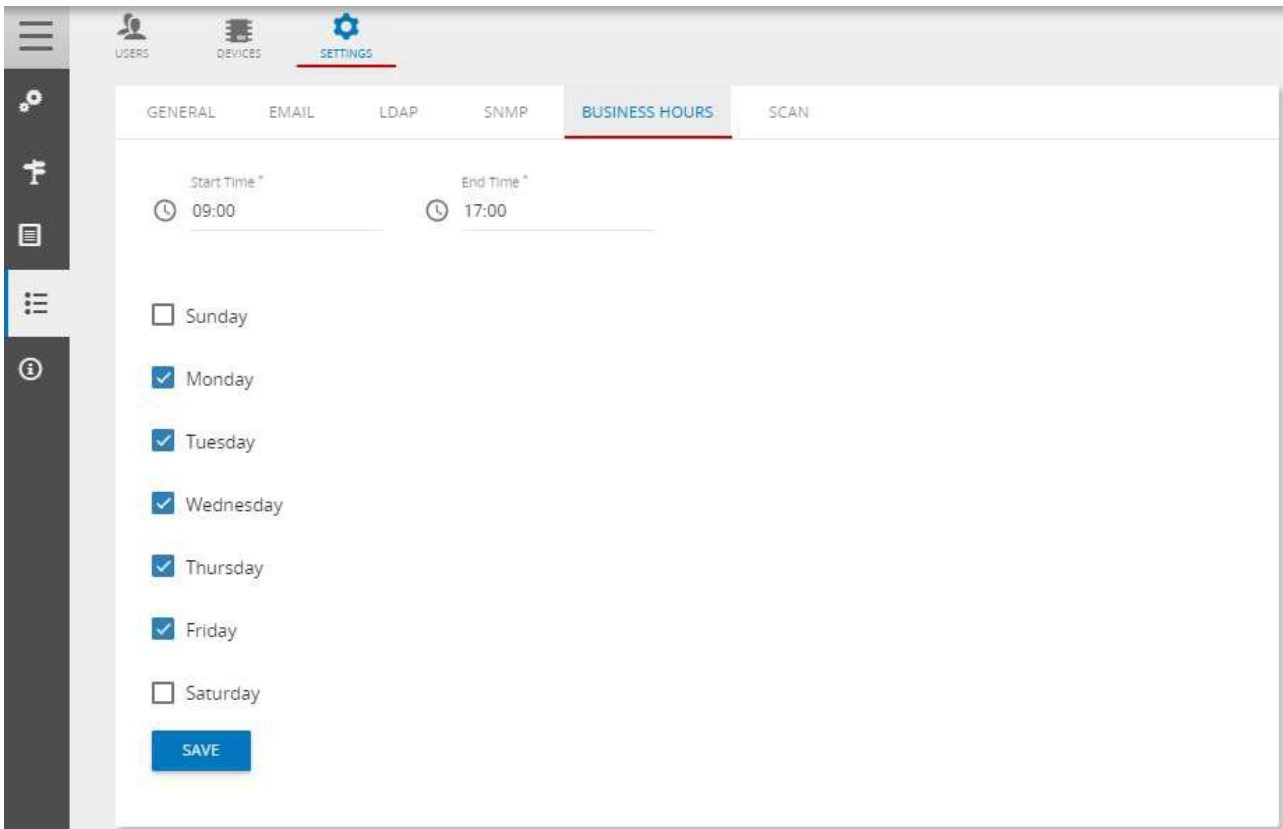 USERS DEVICES SETTINGS
GENERAL EMAIL LDAP SNMP BUSINESS HOURS SCAN
Start Time * End Time *
09:00 17:00
Sunday
Monday
Tuesday
Wednesday
Thursday
Friday
Saturday
SAVE